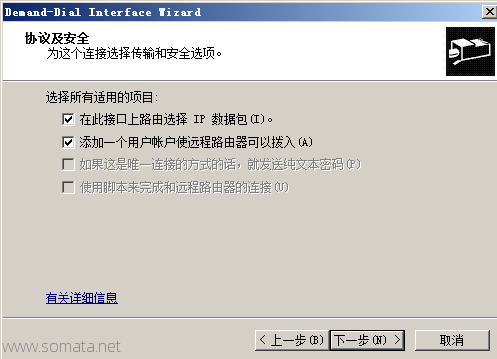 Demand-Dial Interface Wizard
协议及安全
为这个连接选择传输和安全选项。
选择所有适用的项目:
在此接口上路由选择 IP 数据包(I)。
添加一个用户帐户使远程路由器可以拨入(A)
如果这是唯一连接的方式的话，就发送纯文本密码(P)
使用脚本来完成和远程路由器的连接(U)
有关详细信息
< 上一步(B) 下一步(N) > 取消
www.somata.net